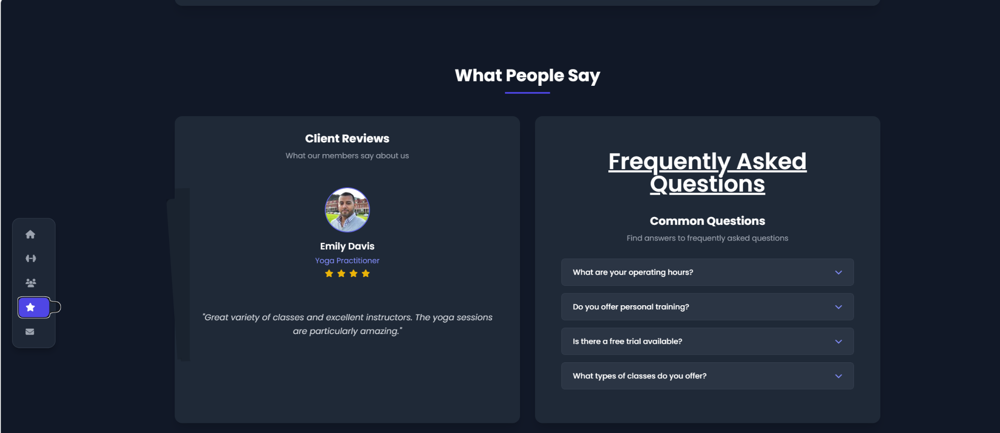 What People Say
Client Reviews
What our members say about us
Emily Davis
Yoga Practitioner
"Great variety of classes and excellent instructors. The yoga sessions
are particularly amazing."
Frequently Asked
Questions
Common Questions
Find answers to frequently asked questions
What are your operating hours?
Do you offer personal training?
Is there a free trial available?
What types of classes do you offer?